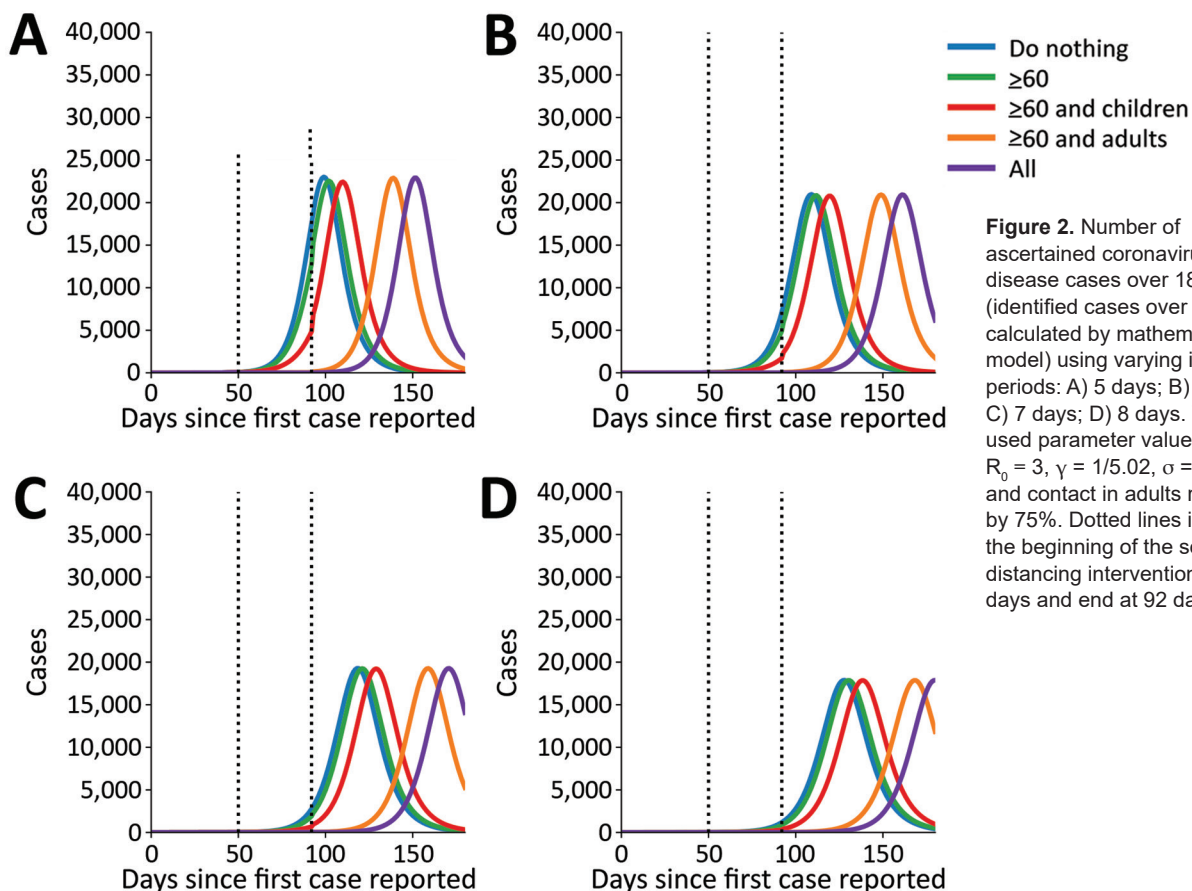 A
40,000
35,000
30,000
25,000
20,000
15,000
10,000
5,000
0
Cases
0 50 100 150
Days since first case reported
B
40,000
35,000
30,000
25,000
20,000
15,000
10,000
5,000
0
Cases
0 50 100 150
Days since first case reported
Do nothing
≥60
≥60 and children
≥60 and adults
All
C
40,000
35,000
30,000
25,000
20,000
15,000
10,000
5,000
0
Cases
0 50 100 150
Days since first case reported
D
40,000
35,000
30,000
25,000
20,000
15,000
10,000
5,000
0
Cases
0 50 100 150
Days since first case reported
Figure 2. Number of
ascertained coronaviru
disease cases over 18
(identified cases over
calculated by mathem
model) using varying i
periods: A) 5 days; B)
C) 7 days; D) 8 days.
used parameter value
R₀ = 3, γ = 1/5.02, σ =
and contact in adults r
by 75%. Dotted lines i
the beginning of the s
distancing intervention
days and end at 92 da